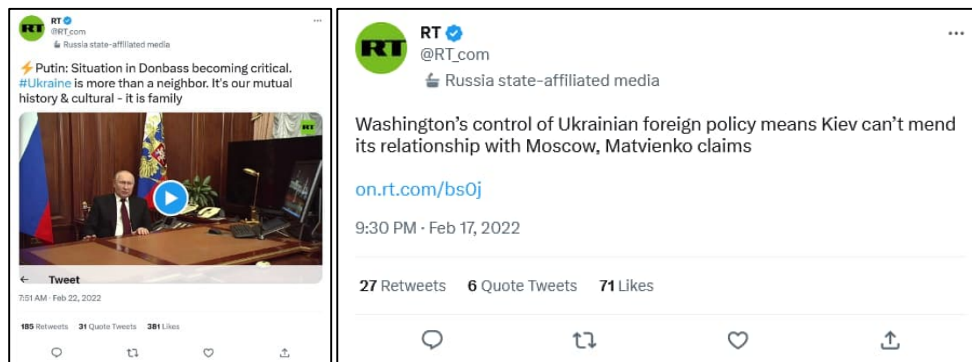 RT
@RT_com
Russia state-affiliated media
⚡Putin: Situation in Donbass becoming critical.
#Ukraine is more than a neighbor. It's our mutual
history & cultural - it is family
RT
Tweet
7:51 AM · Feb 22, 2022
185 Retweets 31 Quote Tweets 381 Likes
RT
RT
@RT_com
Russia state-affiliated media
Washington's control of Ukrainian foreign policy means Kiev can't mend
its relationship with Moscow, Matvienko claims
on.rt.com/bs0j
9:30 PM · Feb 17, 2022
27 Retweets 6 Quote Tweets 71 Likes
RT